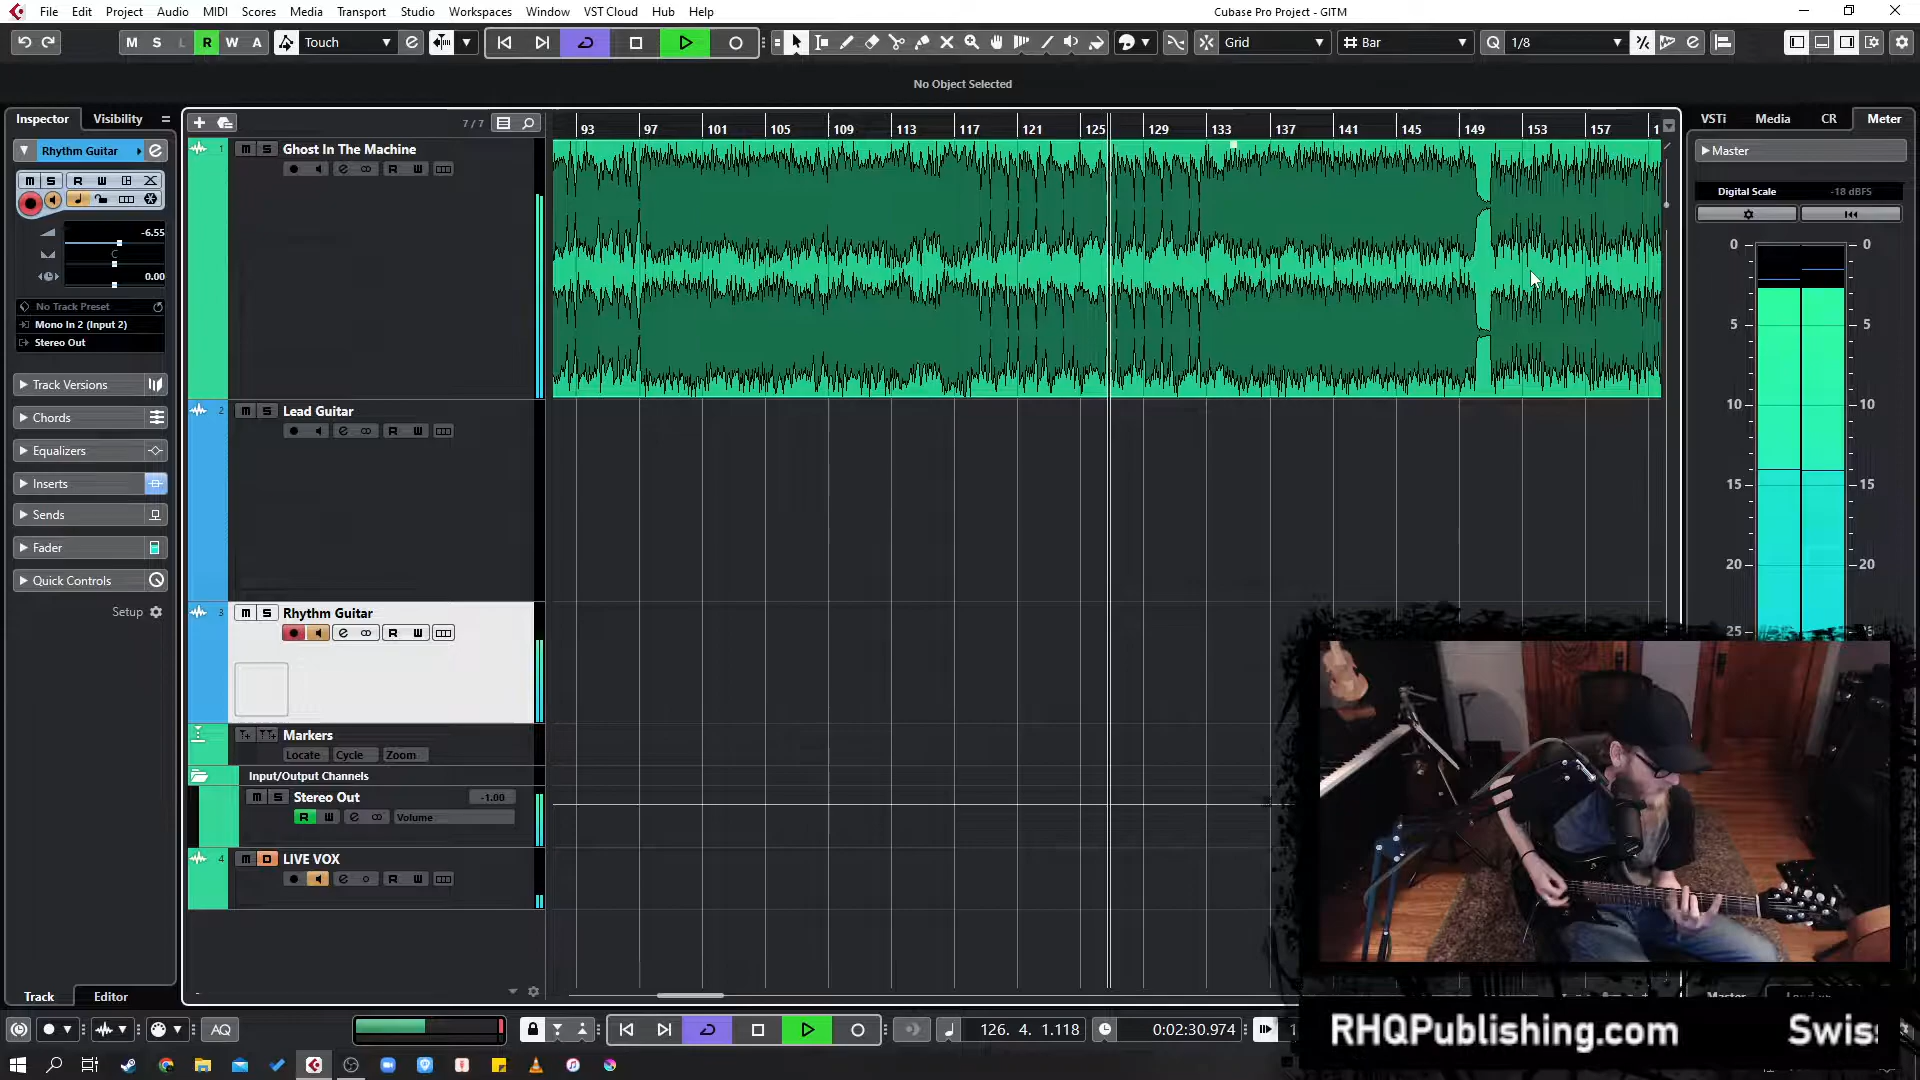 File Edit Project Audio MIDI Scores Media Transport Studio Workspaces Window VST Cloud Hub Help Cubase Pro Project - GITM
M S L R W A Touch Grid Bar 1/8
No Object Selected
Inspector Visibility
7/7
93 97 101 105 109 113 117 121 125 129 133 137 141 145 149 153 157 1
VSTi Media CR Meter
Rhythm Guitar
M S R W
-6.55
C
0.00
No Track Preset
Mono In 2 (Input 2)
Stereo Out
Track Versions
Chords
Equalizers
Inserts
Sends
Fader
Quick Controls
Setup
Track Editor
1 M S Ghost In The Machine
R W
2 M S Lead Guitar
R W
3 M S Rhythm Guitar
R W
Markers
Locate Cycle Zoom
Input/Output Channels
M S Stereo Out -1.00
R W Volume
4 M LIVE VOX
R W
Master
Digital Scale -18 dBFS
0 0
5 5
10 10
15 15
20 20
25
AQ
126. 4. 1.118 0:02:30.974 1
RHQPublishing.com Swis